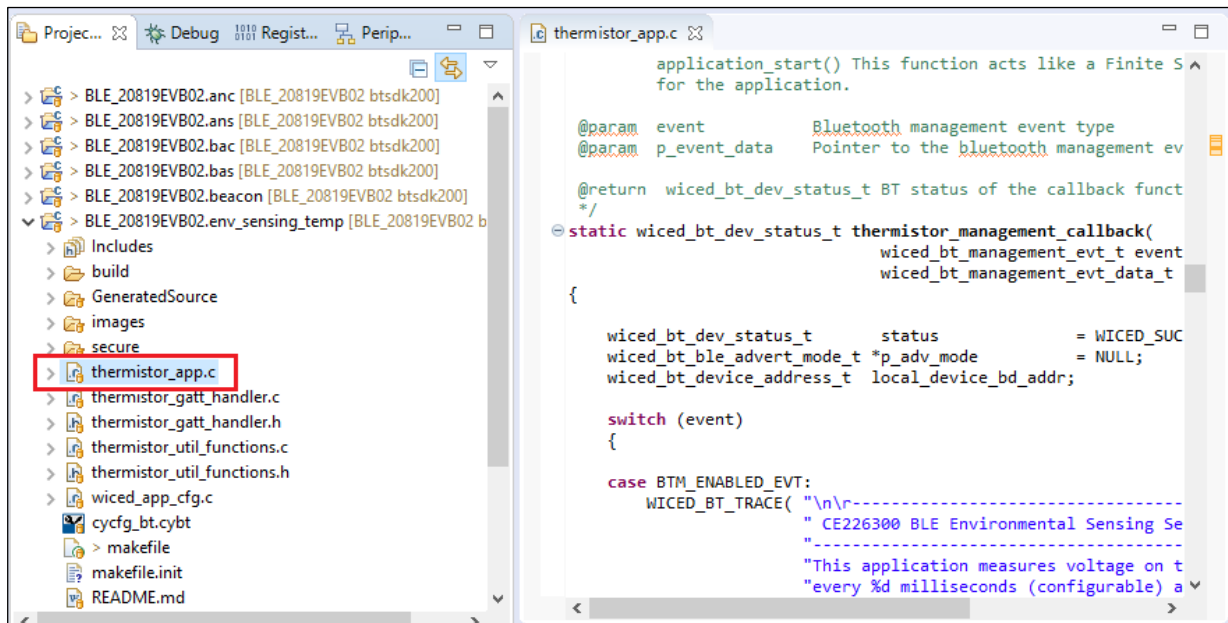 Projec... Debug Regist... Perip...
> BLE_20819EVB02.anc [BLE_20819EVB02 btsdk200]
> BLE_20819EVB02.ans [BLE_20819EVB02 btsdk200]
> BLE_20819EVB02.bac [BLE_20819EVB02 btsdk200]
> BLE_20819EVB02.bas [BLE_20819EVB02 btsdk200]
> BLE_20819EVB02.beacon [BLE_20819EVB02 btsdk200]
> BLE_20819EVB02.env_sensing_temp [BLE_20819EVB02 b
Includes
build
GeneratedSource
images
secure
thermistor_app.c
thermistor_gatt_handler.c
thermistor_gatt_handler.h
thermistor_util_functions.c
thermistor_util_functions.h
wiced_app_cfg.c
cycfg_bt.cybt
> makefile
makefile.init
README.md
thermistor_app.c
application_start() This function acts like a Finite S
for the application.
@param event Bluetooth management event type
@param p_event_data Pointer to the bluetooth management ev
@return wiced_bt_dev_status_t BT status of the callback funct
*/
static wiced_bt_dev_status_t thermistor_management_callback(
wiced_bt_management_evt_t event
wiced_bt_management_evt_data_t
{
wiced_bt_dev_status_t status = WICED_SUC
wiced_bt_ble_advert_mode_t *p_adv_mode = NULL;
wiced_bt_device_address_t local_device_bd_addr;
switch (event)
{
case BTM_ENABLED_EVT:
WICED_BT_TRACE( "\n\r-----------------------------------
" CE226300 BLE Environmental Sensing Se
"---------------------------------------
"This application measures voltage on t
"every %d milliseconds (configurable) a